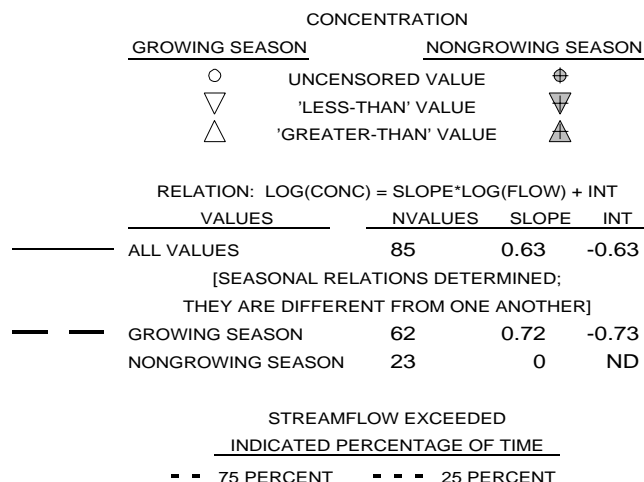 CONCENTRATION
GROWING SEASON NONGROWING SEASON
UNCENSORED VALUE
'LESS-THAN' VALUE
'GREATER-THAN' VALUE
RELATION: LOG(CONC) = SLOPE*LOG(FLOW) + INT
VALUES NVALUES SLOPE INT
ALL VALUES 85 0.63 -0.63
[SEASONAL RELATIONS DETERMINED;
THEY ARE DIFFERENT FROM ONE ANOTHER]
GROWING SEASON 62 0.72 -0.73
NONGROWING SEASON 23 0 ND
STREAMFLOW EXCEEDED
INDICATED PERCENTAGE OF TIME
75 PERCENT 25 PERCENT